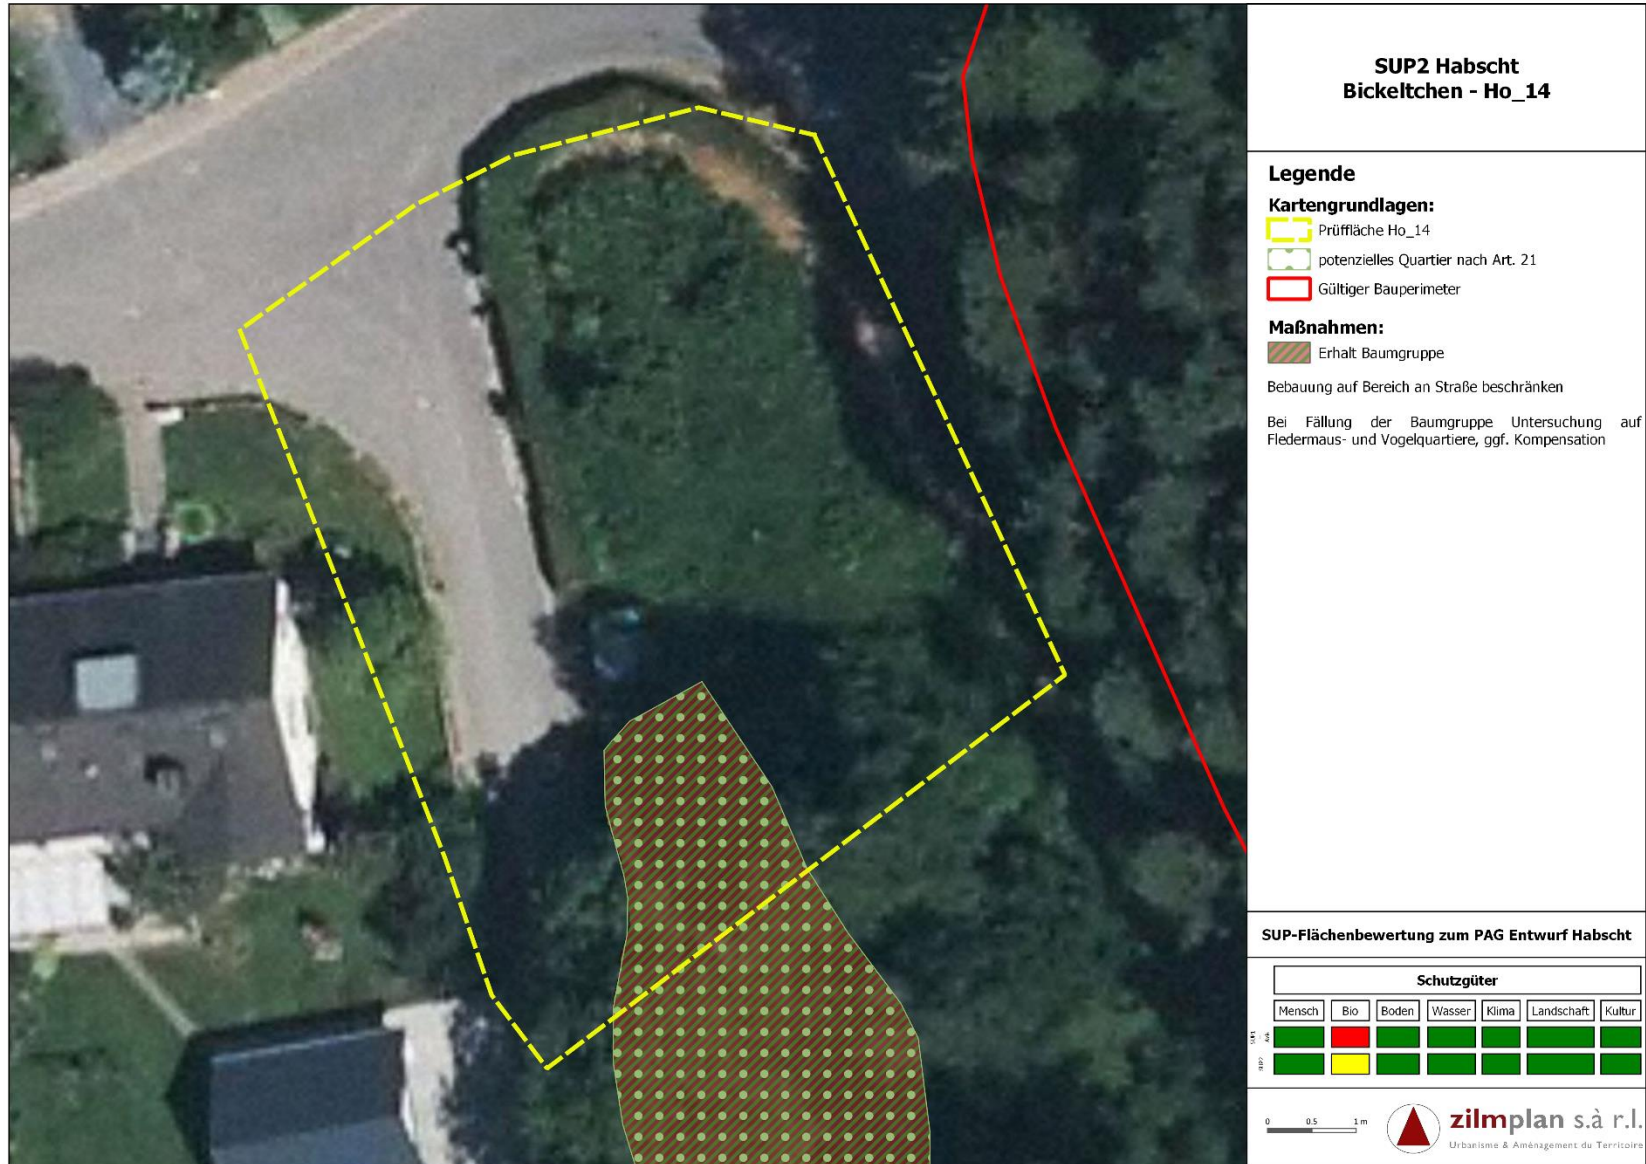 SUP2 Habscht
Bickeltchen - Ho_14
Legende
Kartengrundlagen:
Prüffläche Ho_14
potenzielles Quartier nach Art. 21
Gültiger Bauperimeter
Maßnahmen:
Erhalt Baumgruppe
Bebauung auf Bereich an Straße beschränken
Bei Fällung der Baumgruppe Untersuchung auf
Fledermaus- und Vogelquartiere, ggf. Kompensation
SUP-Flächenbewertung zum PAG Entwurf Habscht
Schutzgüter
Mensch Bio Boden Wasser Klima Landschaft Kultur
0 0.5 1 m
zilmplan s.à r.l.
Urbanisme & Aménagement du Territoire